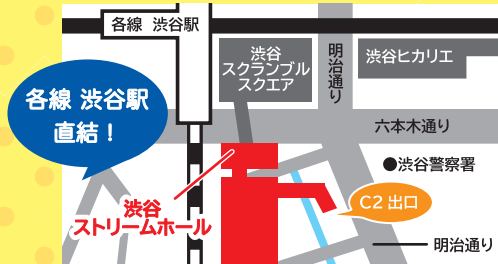 各線 渋谷駅
渋谷
スクランブル
スクエア
明治通り
渋谷ヒカリエ
各線 渋谷駅
直結！
六本木通り
●渋谷警察署
渋谷
ストリームホール
C2 出口
明治通り